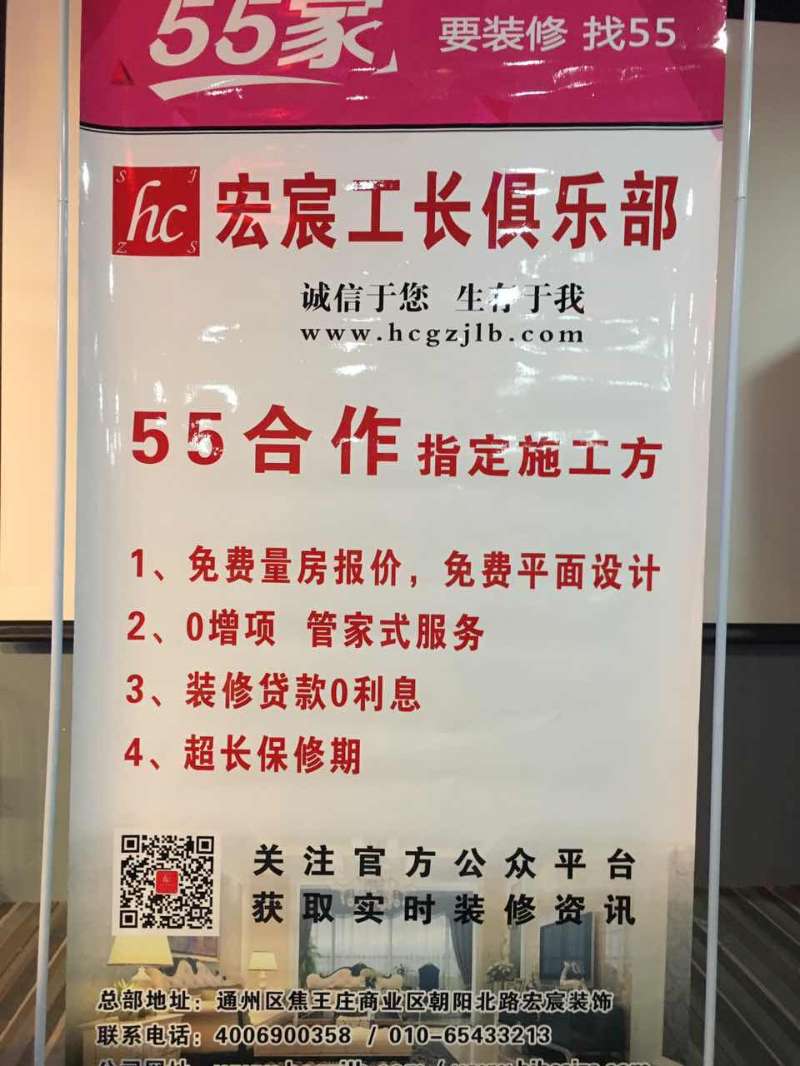 55家
要装修 找55
S J
hc
Z S
宏宸工长俱乐部
诚信于您 生存于我
www.hcgzjlb.com
55合作 指定施工方
1、免费量房报价，免费平面设计
2、0增项 管家式服务
3、装修贷款0利息
4、超长保修期
关注官方公众平台
获取实时装修资讯
总部地址：通州区焦王庄商业区朝阳北路宏宸装饰
联系电话：4006900358 / 010-65433213